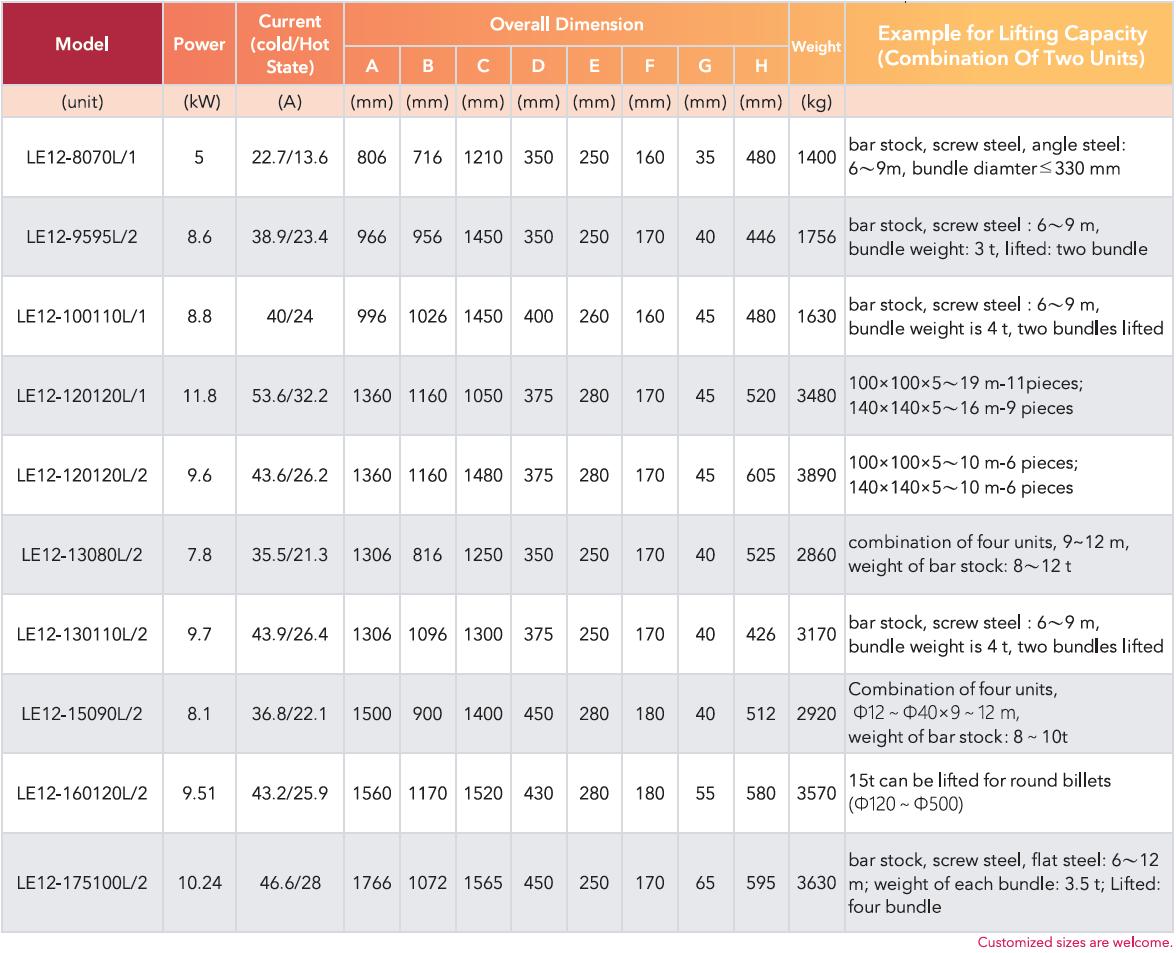 Model Power Current (cold/Hot State) Overall Dimension Weight Example for Lifting Capacity (Combination Of Two Units)
A B C D E F G H
(unit) (kW) (A) (mm) (mm) (mm) (mm) (mm) (mm) (mm) (mm) (kg)
LE12-8070L/1 5 22.7/13.6 806 716 1210 350 250 160 35 480 1400 bar stock, screw steel, angle steel:
6～9m, bundle diamter≦330 mm
LE12-9595L/2 8.6 38.9/23.4 966 956 1450 350 250 170 40 446 1756 bar stock, screw steel : 6～9 m,
bundle weight: 3 t, lifted: two bundle
LE12-100110L/1 8.8 40/24 996 1026 1450 400 260 160 45 480 1630 bar stock, screw steel : 6～9 m,
bundle weight is 4 t, two bundles lifted
LE12-120120L/1 11.8 53.6/32.2 1360 1160 1050 375 280 170 45 520 3480 100×100×5～19 m-11pieces;
140×140×5～16 m-9 pieces
LE12-120120L/2 9.6 43.6/26.2 1360 1160 1480 375 280 170 45 605 3890 100×100×5～10 m-6 pieces;
140×140×5～10 m-6 pieces
LE12-13080L/2 7.8 35.5/21.3 1306 816 1250 350 250 170 40 525 2860 combination of four units, 9~12 m,
weight of bar stock: 8～12 t
LE12-130110L/2 9.7 43.9/26.4 1306 1096 1300 375 250 170 40 426 3170 bar stock, screw steel : 6～9 m,
bundle weight is 4 t, two bundles lifted
LE12-15090L/2 8.1 36.8/22.1 1500 900 1400 450 280 180 40 512 2920 Combination of four units,
Φ12 ~ Φ40×9 ~ 12 m,
weight of bar stock: 8 ~ 10t
LE12-160120L/2 9.51 43.2/25.9 1560 1170 1520 430 280 180 55 580 3570 15t can be lifted for round billets
(Φ120 ~ Φ500)
LE12-175100L/2 10.24 46.6/28 1766 1072 1565 450 250 170 65 595 3630 bar stock, screw steel, flat steel: 6～12
m; weight of each bundle: 3.5 t; Lifted:
four bundle
Customized sizes are welcome.